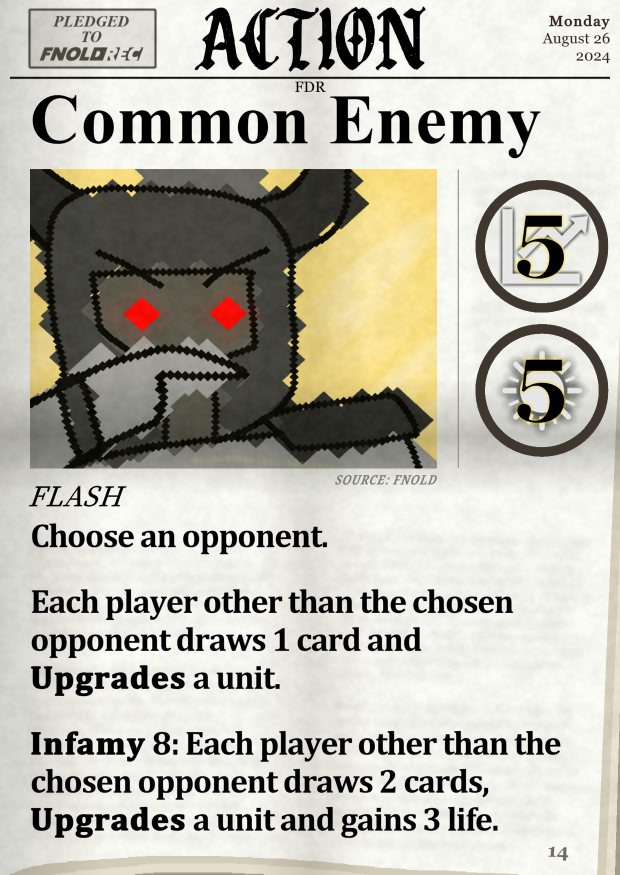 PLEDGED
TO
FNOLDREC
ACTION
Monday
August 26
2024
FDR
Common Enemy
5
5
SOURCE: FNOLD
FLASH
Choose an opponent.
Each player other than the chosen
opponent draws 1 card and
Upgrades a unit.
Infamy 8: Each player other than the
chosen opponent draws 2 cards,
Upgrades a unit and gains 3 life.
14